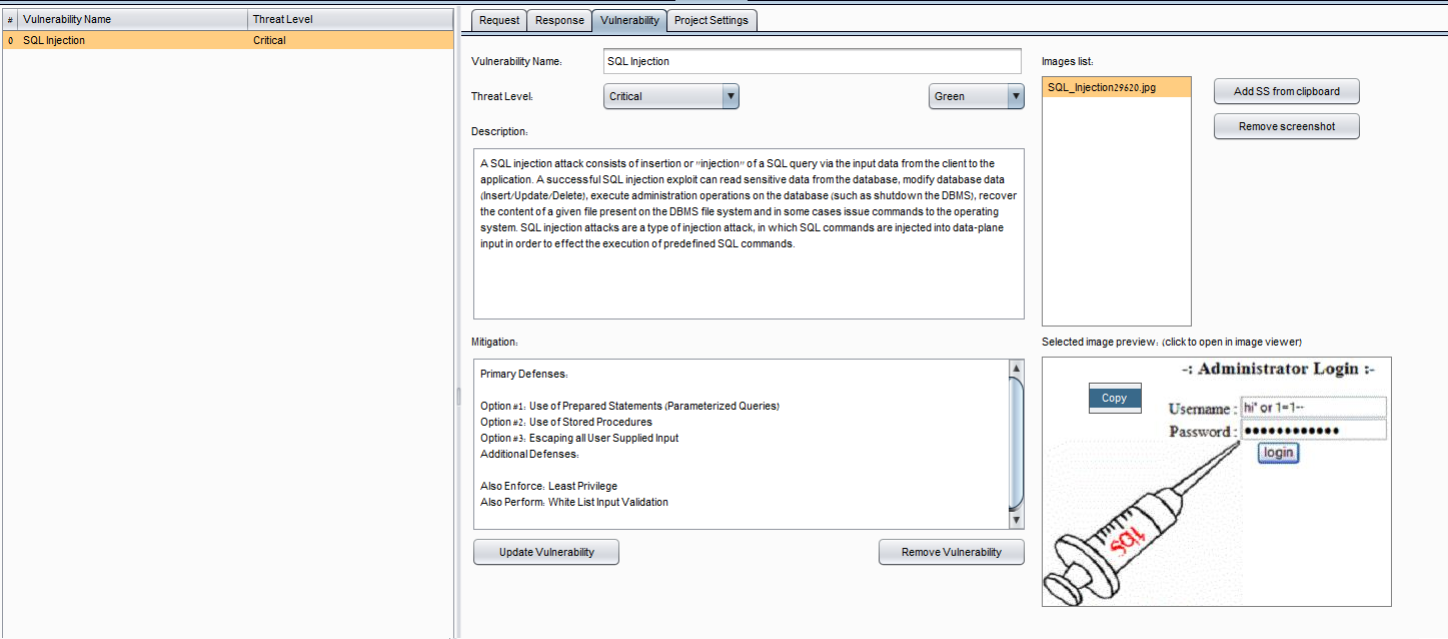 # Vulnerability Name Threat Level
0 SQL Injection Critical
Request Response Vulnerability Project Settings
Vulnerability Name: SQL Injection
Threat Level: Critical Green
Description:
A SQL injection attack consists of insertion or "injection" of a SQL query via the input data from the client to the
application. A successful SQL injection exploit can read sensitive data from the database, modify database data
(Insert/Update/Delete), execute administration operations on the database (such as shutdown the DBMS), recover
the content of a given file present on the DBMS file system and in some cases issue commands to the operating
system. SQL injection attacks are a type of injection attack, in which SQL commands are injected into data-plane
input in order to effect the execution of predefined SQL commands.
Mitigation:
Primary Defenses:
Option #1: Use of Prepared Statements (Parameterized Queries)
Option #2: Use of Stored Procedures
Option #3: Escaping all User Supplied Input
Additional Defenses:
Also Enforce: Least Privilege
Also Perform: White List Input Validation
Update Vulnerability Remove Vulnerability
Images list:
SQL_Injection29620.jpg
Add SS from clipboard
Remove screenshot
Selected image preview: (click to open in image viewer)
-: Administrator Login :-
Copy
Username : hi' or 1=1--
Password : ••••••••••••
login
SQL